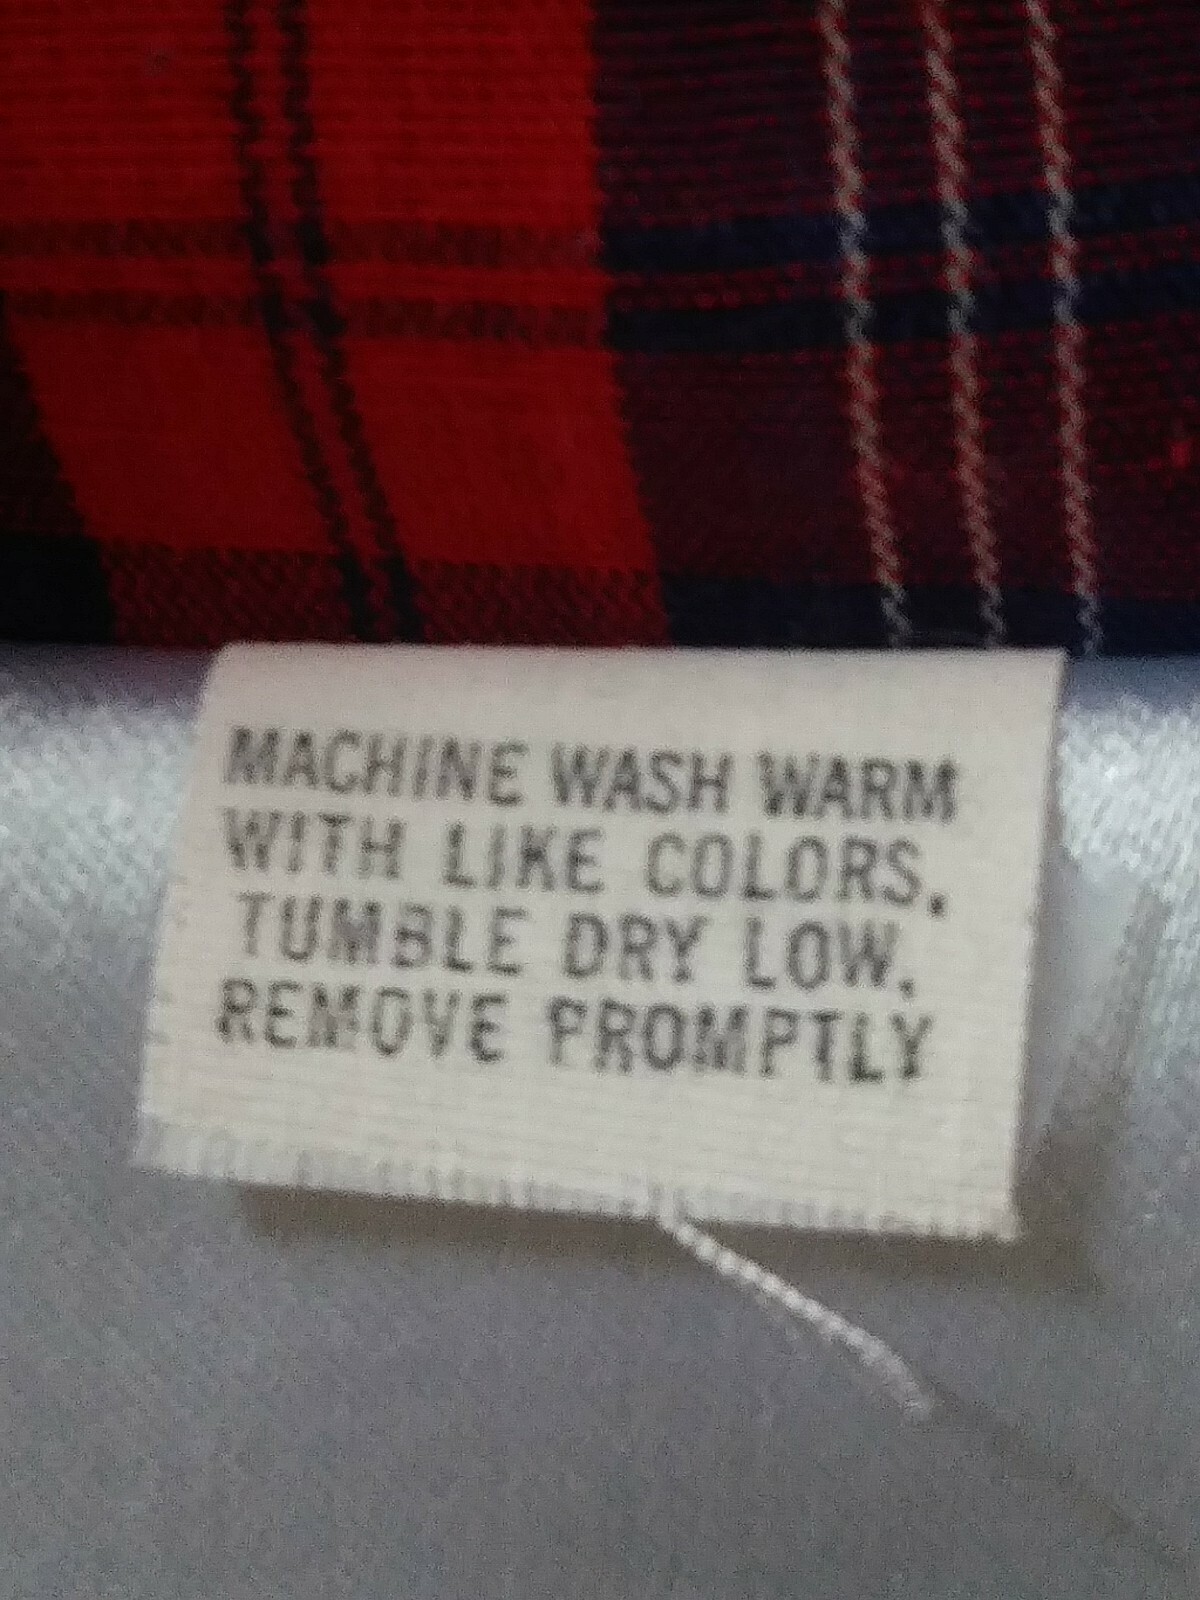 MACHINE WASH WARM
WITH LIKE COLORS.
TUMBLE DRY LOW.
REMOVE PROMPTLY